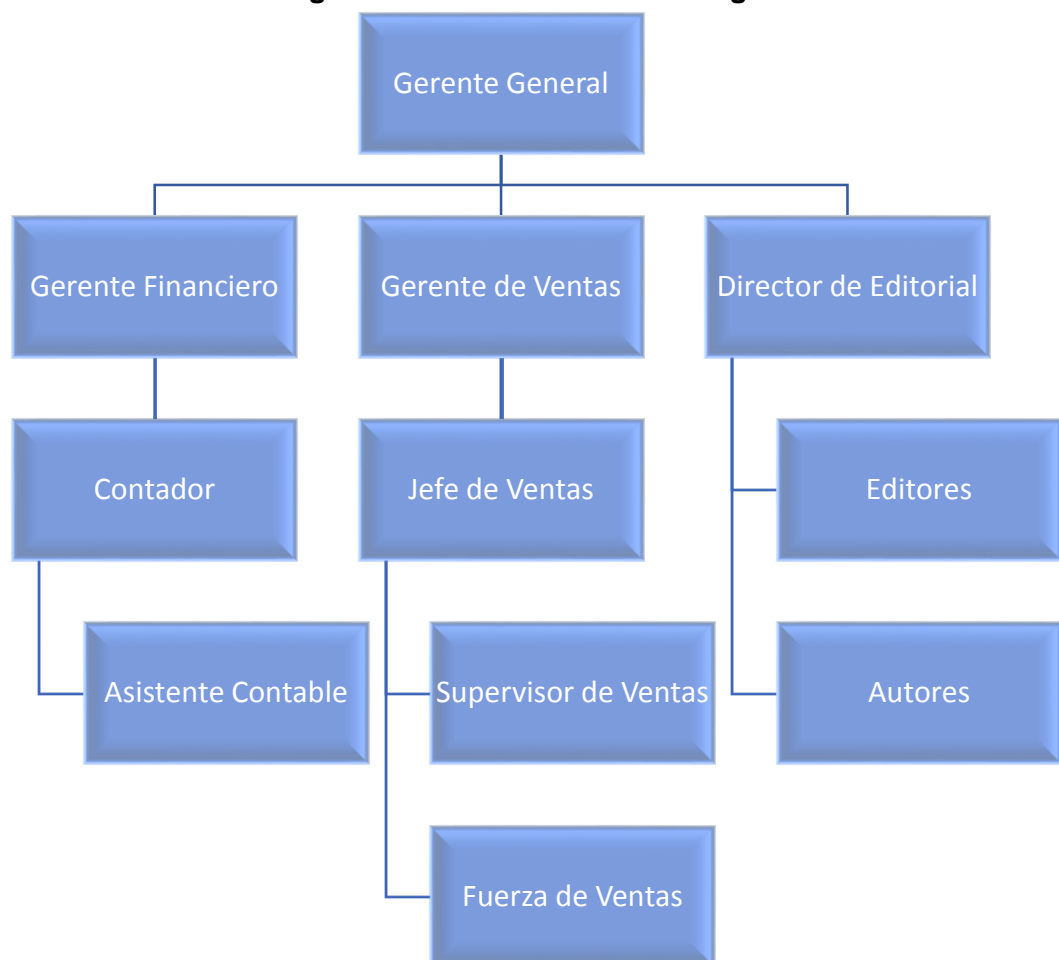 Gerente General
Gerente Financiero
Gerente de Ventas
Director de Editorial
Contador
Jefe de Ventas
Editores
Asistente Contable
Supervisor de Ventas
Autores
Fuerza de Ventas